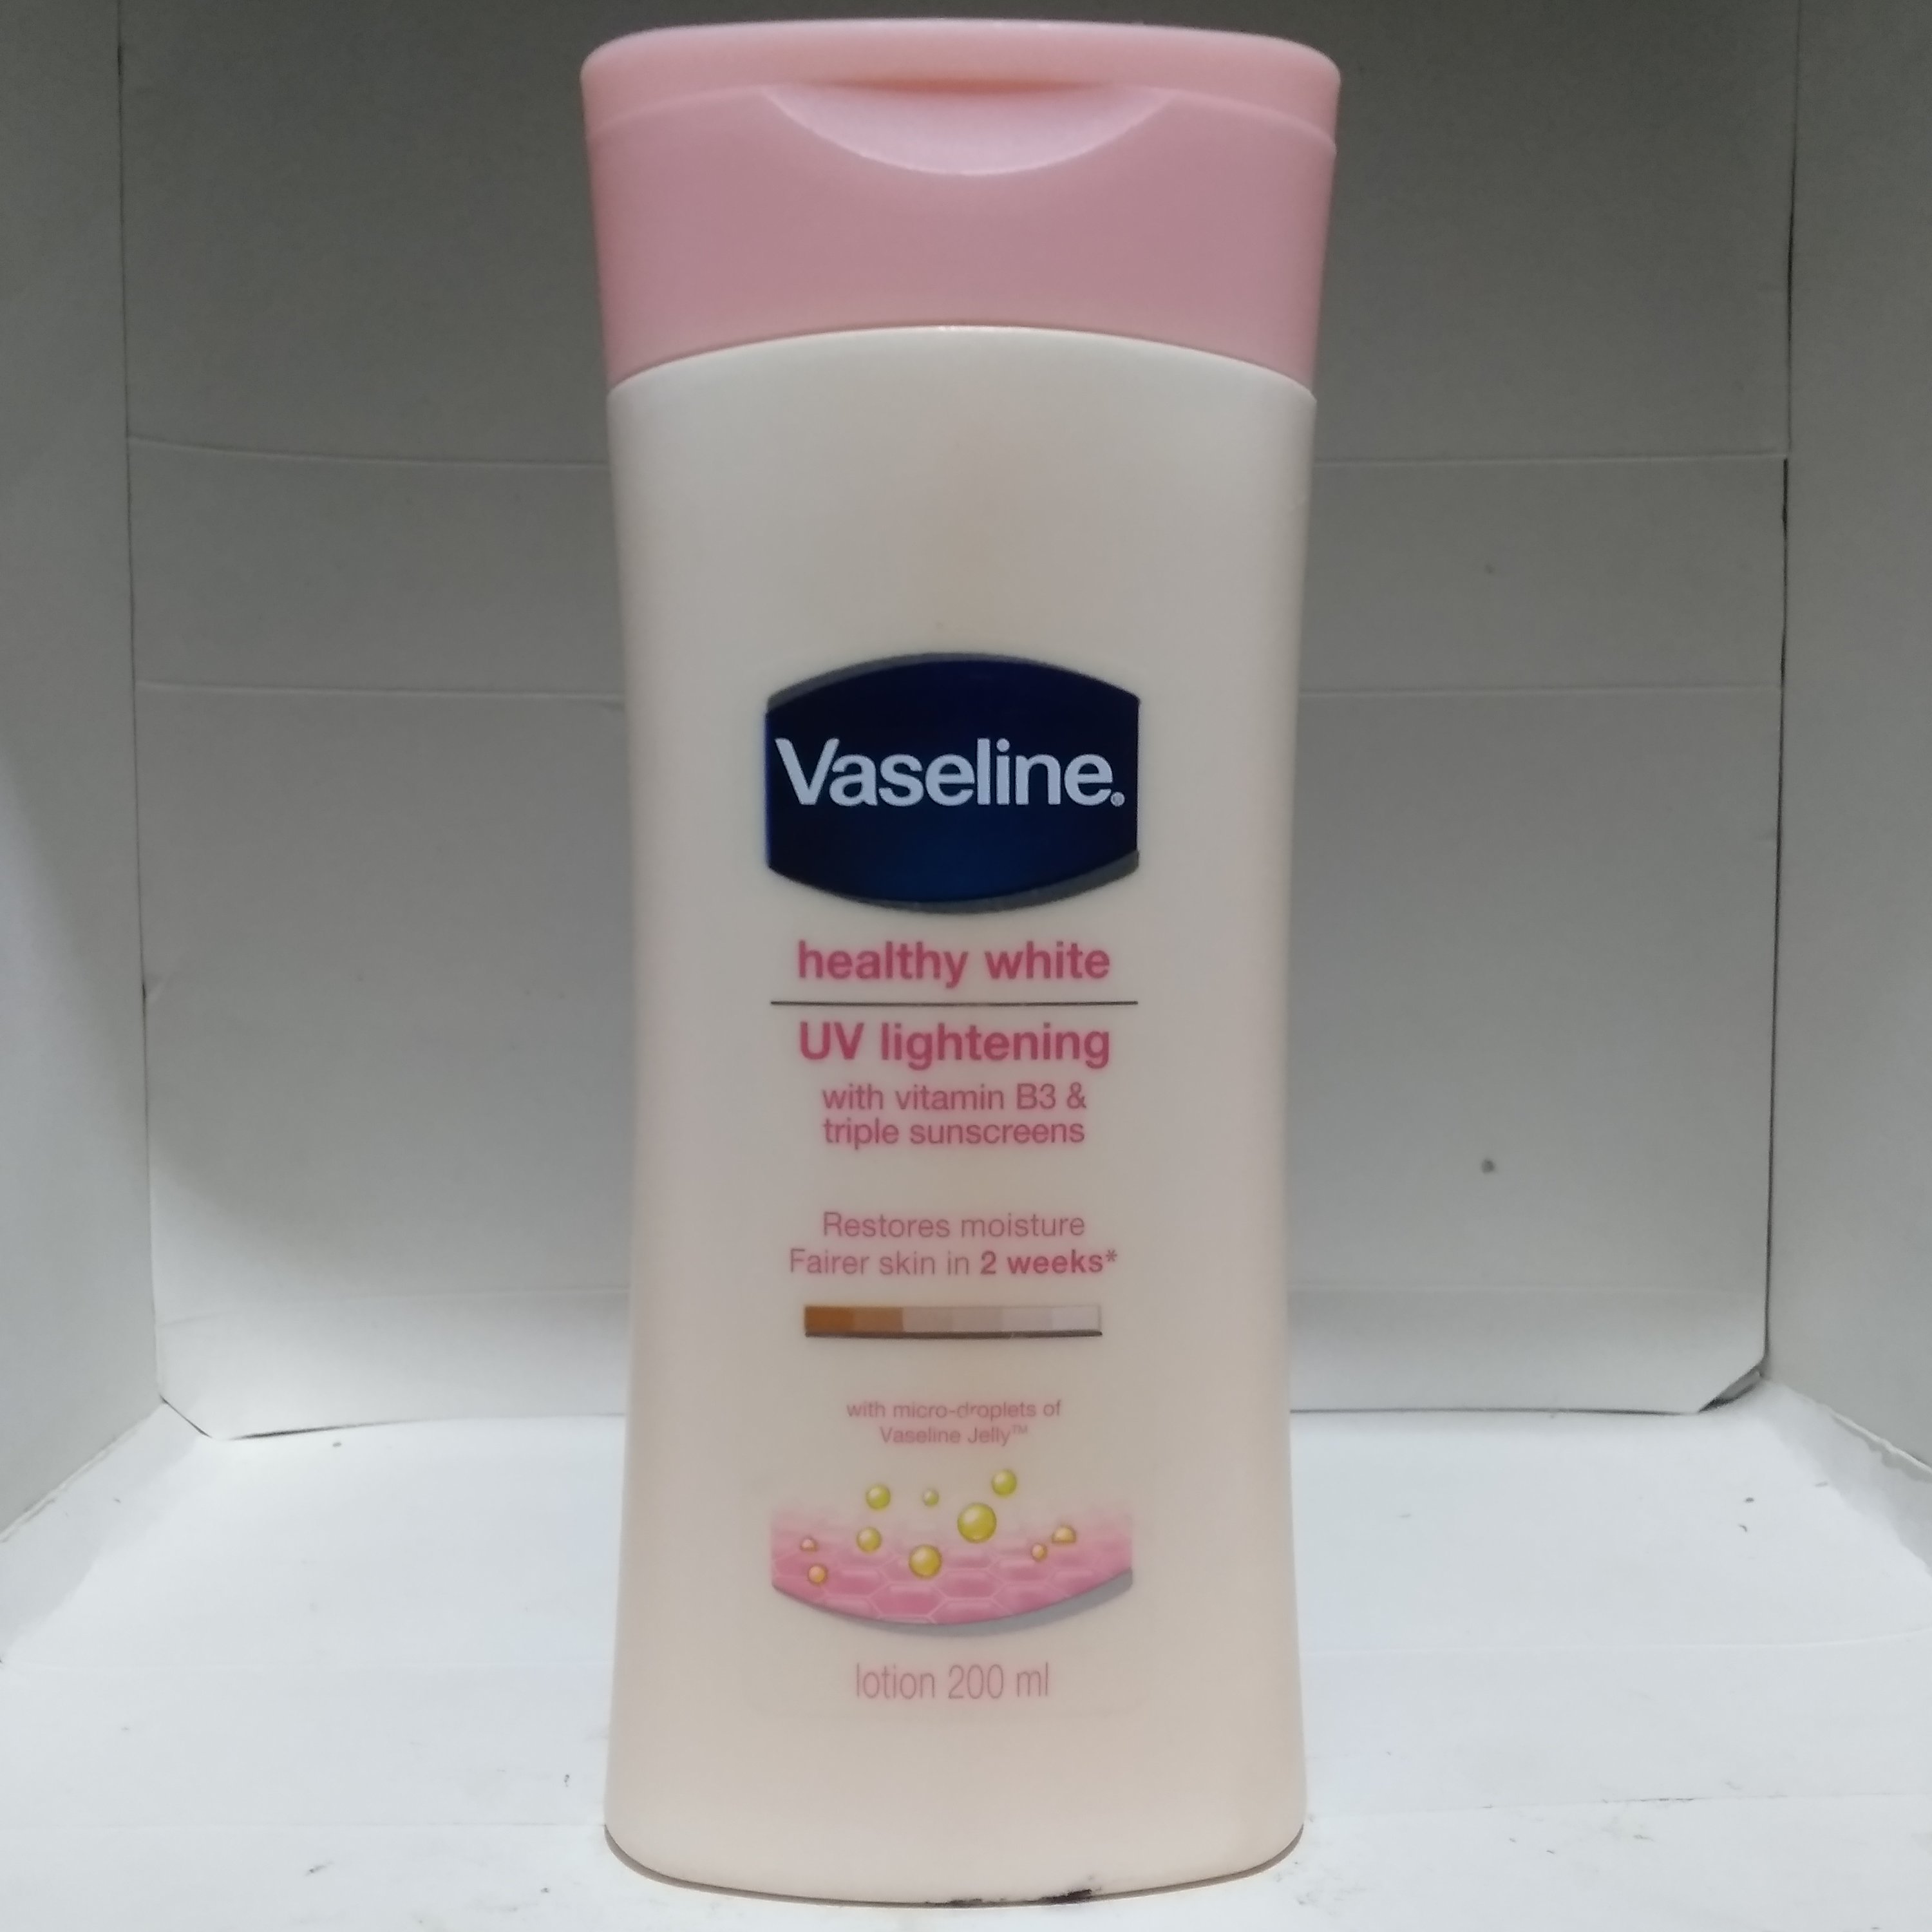 Vaseline.®
healthy white
UV lightening
with vitamin B3 &
triple sunscreens
Restores moisture
Fairer skin in 2 weeks*
with micro-droplets of
Vaseline Jelly™
lotion 200 ml